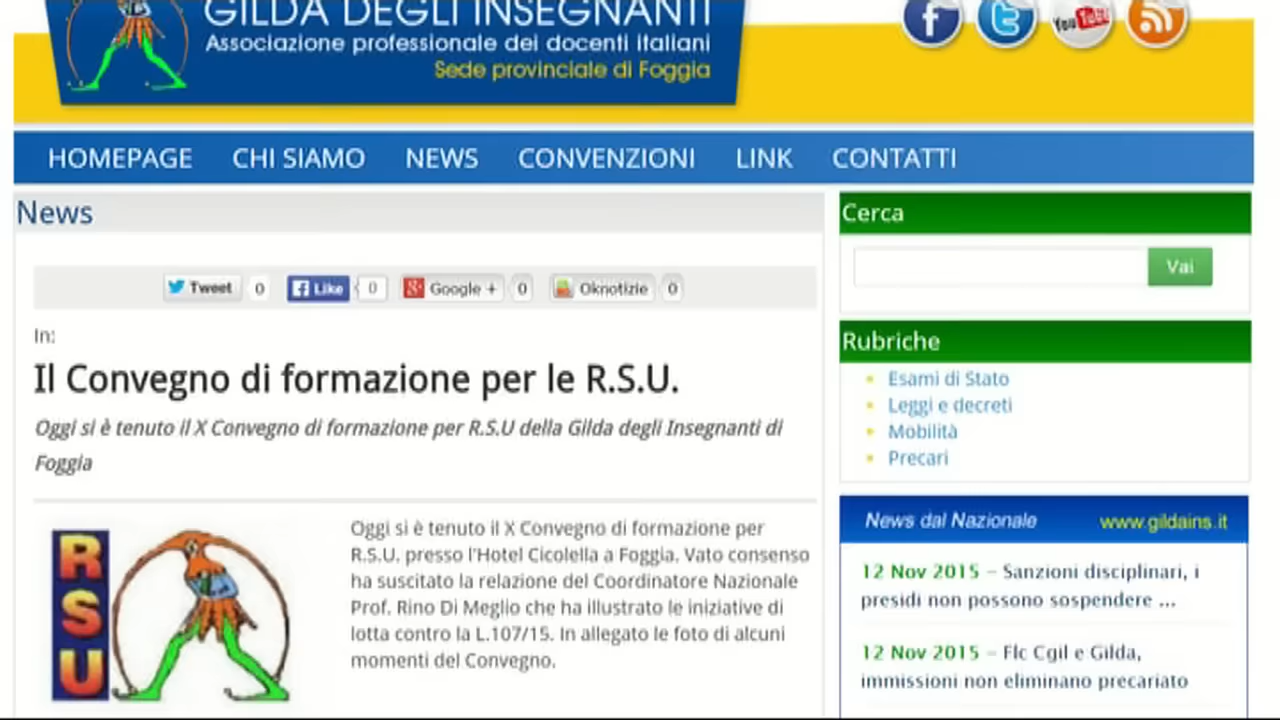 GILDA DEGLI INSEGNANTI
Associazione professionale dei docenti italiani
Sede provinciale di Foggia
You Tube
HOMEPAGE CHI SIAMO NEWS CONVENZIONI LINK CONTATTI
News
Tweet 0 Like 0 Google + 0 Oknotizie 0
In:
Il Convegno di formazione per le R.S.U.
Oggi si è tenuto il X Convegno di formazione per R.S.U della Gilda degli Insegnanti di
Foggia
RSU
Oggi si è tenuto il X Convegno di formazione per
R.S.U. presso l'Hotel Cicolella a Foggia. Vato consenso
ha suscitato la relazione del Coordinatore Nazionale
Prof. Rino Di Meglio che ha illustrato le iniziative di
lotta contro la L.107/15. In allegato le foto di alcuni
momenti del Convegno.
Cerca
Vai
Rubriche
Esami di Stato
Leggi e decreti
Mobilità
Precari
News dal Nazionale www.gildains.it
12 Nov 2015 – Sanzioni disciplinari, i
presidi non possono sospendere ...
12 Nov 2015 – Flc Cgil e Gilda,
immissioni non eliminano precariato